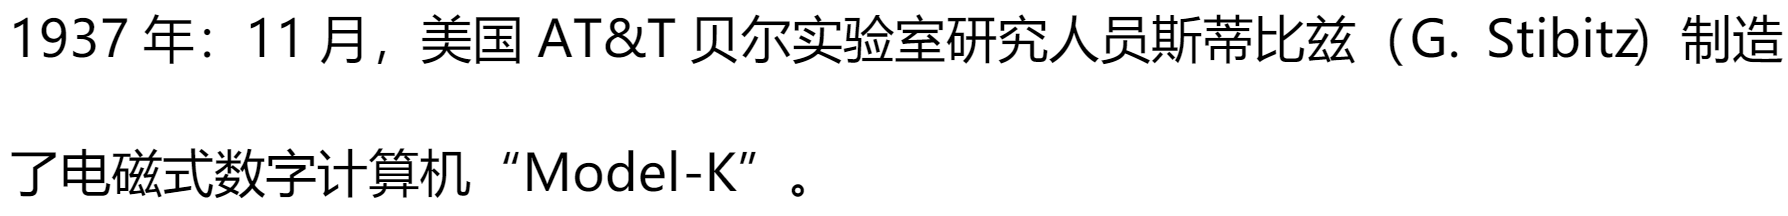 1937 年：11 月，美国 AT&T 贝尔实验室研究人员斯蒂比兹（G. Stibitz）制造
了电磁式数字计算机“Model-K”。